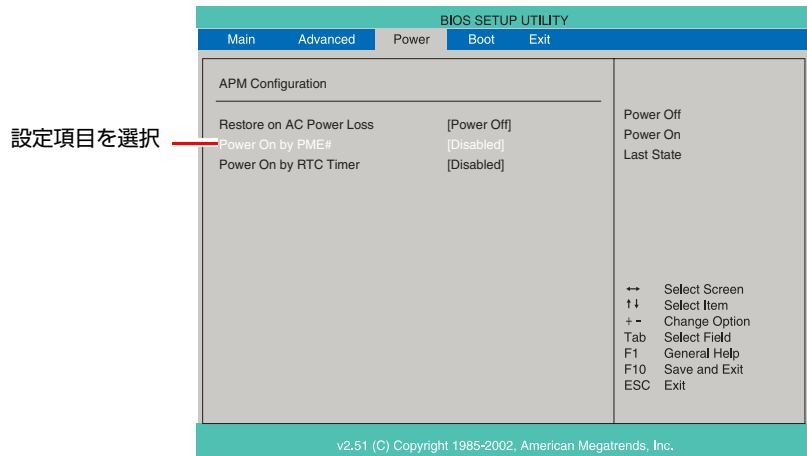 BIOS SETUP UTILITY
Main Advanced Power Boot Exit
APM Configuration
Restore on AC Power Loss [Power Off]
設定項目を選択
Power On by PME# [Disabled]
Power On by RTC Timer [Disabled]
Power Off
Power On
Last State
↔ Select Screen
↑↓ Select Item
+- Change Option
Tab Select Field
F1 General Help
F10 Save and Exit
ESC Exit
v2.51 (C) Copyright 1985-2002, American Megatrends, Inc.